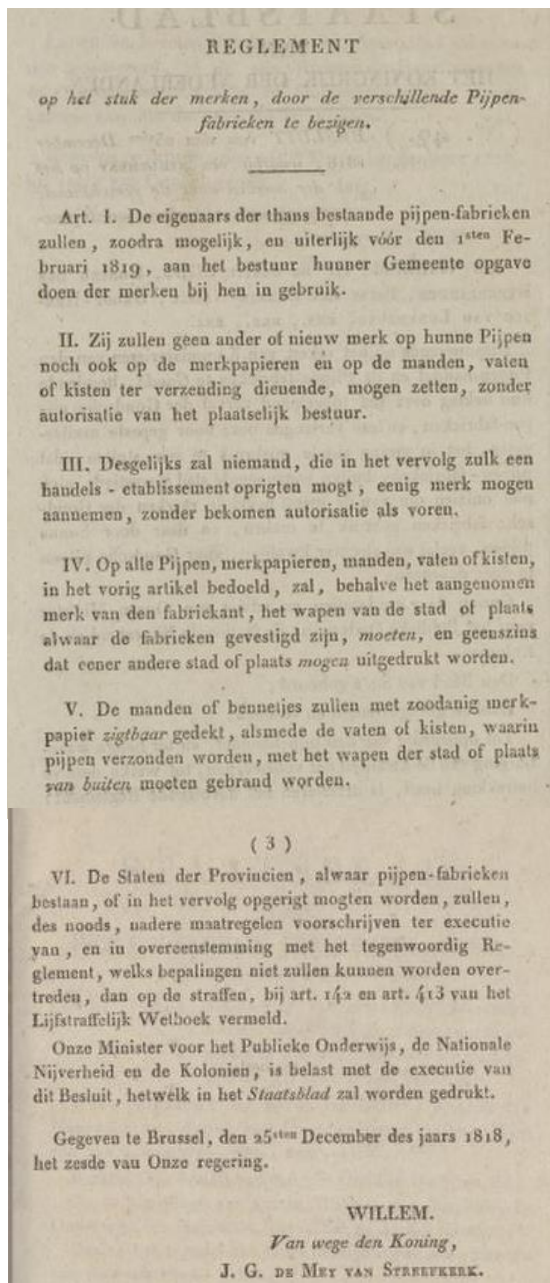 REGLEMENT
op het stuk der merken, door de verschillende Pijpen-
fabrieken te bezigen.
Art. I. De eigenaars der thans bestaande pijpen-fabrieken
zullen, zoodra mogelijk, en uiterlijk vóór den 1sten Fe-
bruari 1819, aan het bestuur hunner Gemeente opgave
doen der merken bij hen in gebruik.
II. Zij zullen geen ander of nieuw merk op hunne Pijpen
noch ook op de merkpapieren en op de manden, vaten
of kisten ter verzending dienende, mogen zetten, zonder
autorisatie van het plaatselijk bestuur.
III. Desgelijks zal niemand, die in het vervolg zulk een
handels-etablissement oprigten mogt, eenig merk mogen
aannemen, zonder bekomen autorisatie als voren.
IV. Op alle Pijpen, merkpapieren, manden, vaten of kisten,
in het vorig artikel bedoeld, zal, behalve het aangenomen
merk van den fabriekant, het wapen van de stad of plaats
alwaar de fabrieken gevestigd zijn, moeten, en geenszins
dat eener andere stad of plaats mogen uitgedrukt worden.
V. De manden of bennetjes zullen met zoodanig merk-
papier zigtbaar gedekt, alsmede de vaten of kisten, waarin
pijpen verzonden worden, met het wapen der stad of plaats
van buiten moeten gebrand worden.
( 3 )
VI. De Staten der Provincien, alwaar pijpen-fabrieken
bestaan, of in het vervolg opgerigt mogten worden, zullen,
des noods, nadere maatregelen voorschrijven ter executie
van, en in overeenstemming met het tegenwoordig Re-
glement, welks bepalingen niet zullen kunnen worden over-
treden, dan op de straffen, bij art. 142 en art. 413 van het
Lijfstraffelijk Wetboek vermeld.
Onze Minister voor het Publieke Onderwijs, de Nationale
Nijverheid en de Kolonien, is belast met de executie van
dit Besluit, hetwelk in het Staatsblad zal worden gedrukt.
Gegeven te Brussel, den 25sten December des jaars 1818,
het zesde van Onze regering.
WILLEM.
Van wege den Koning,
J. G. DE MEY VAN STREEFKERK.